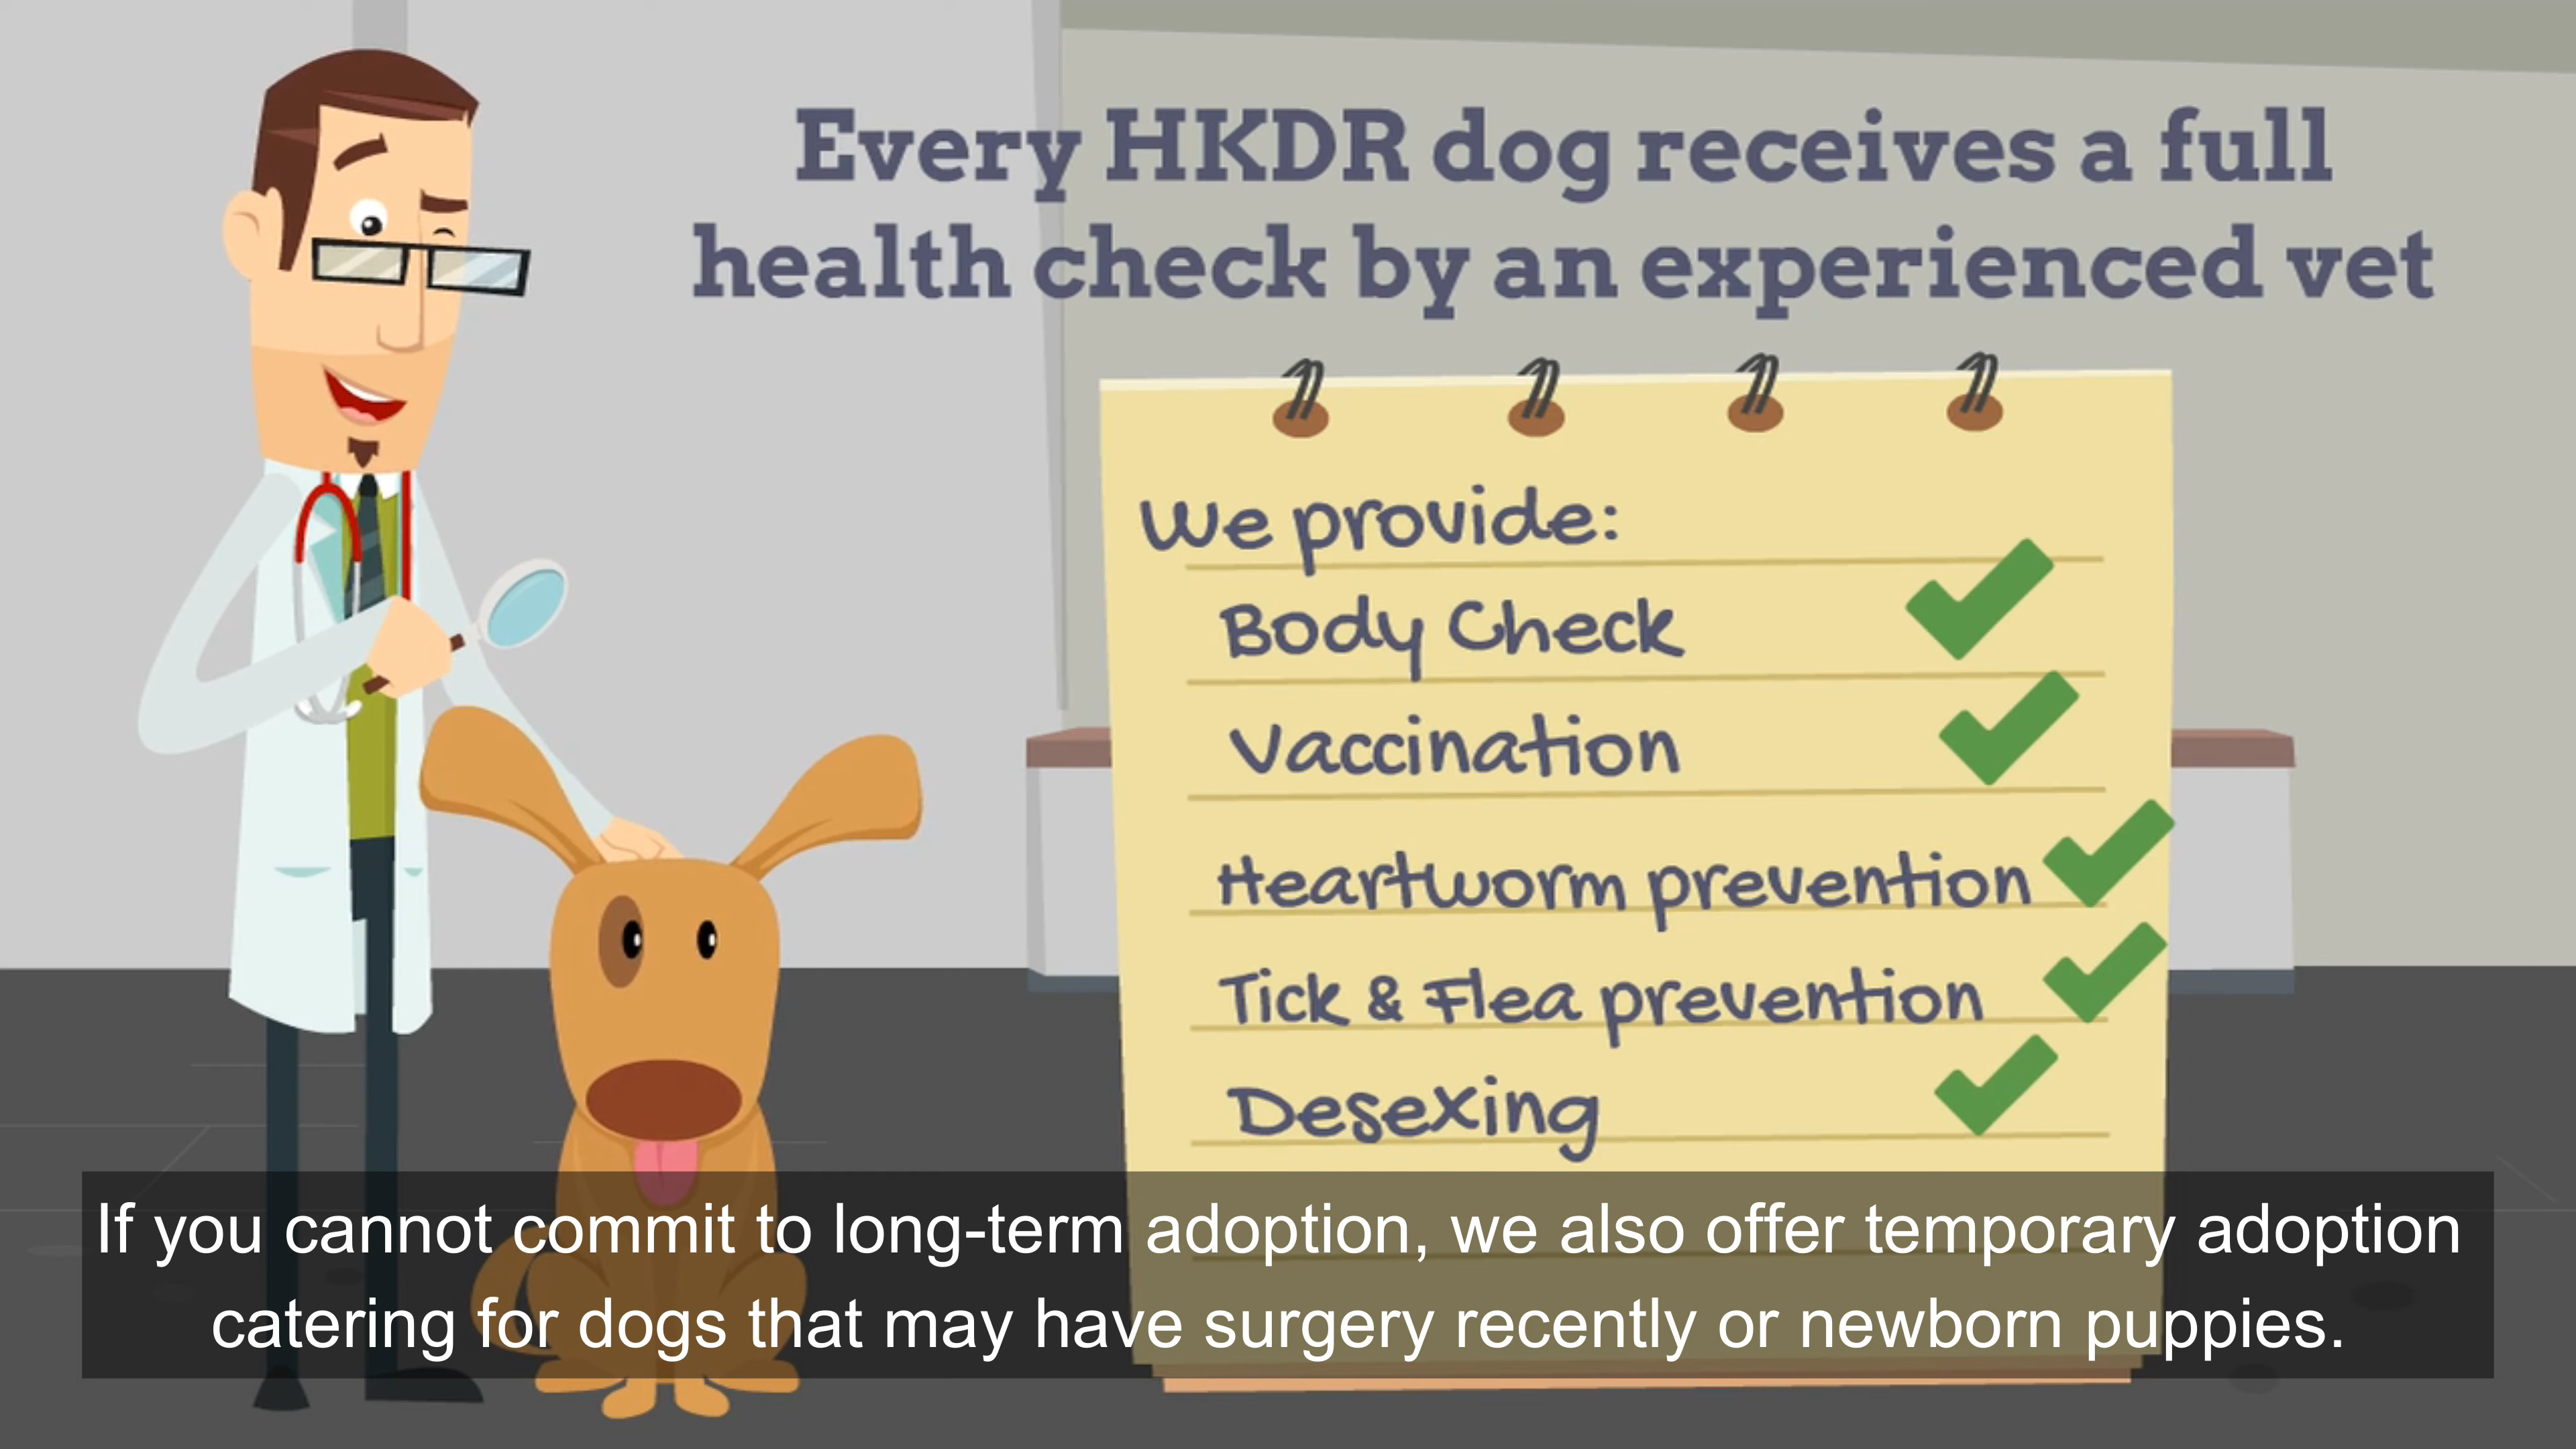 Every HKDR dog receives a full
health check by an experienced vet
We provide:
Body Check
Vaccination
Heartworm prevention
Tick & Flea prevention
Desexing
If you cannot commit to long-term adoption, we also offer temporary adoption
catering for dogs that may have surgery recently or newborn puppies.